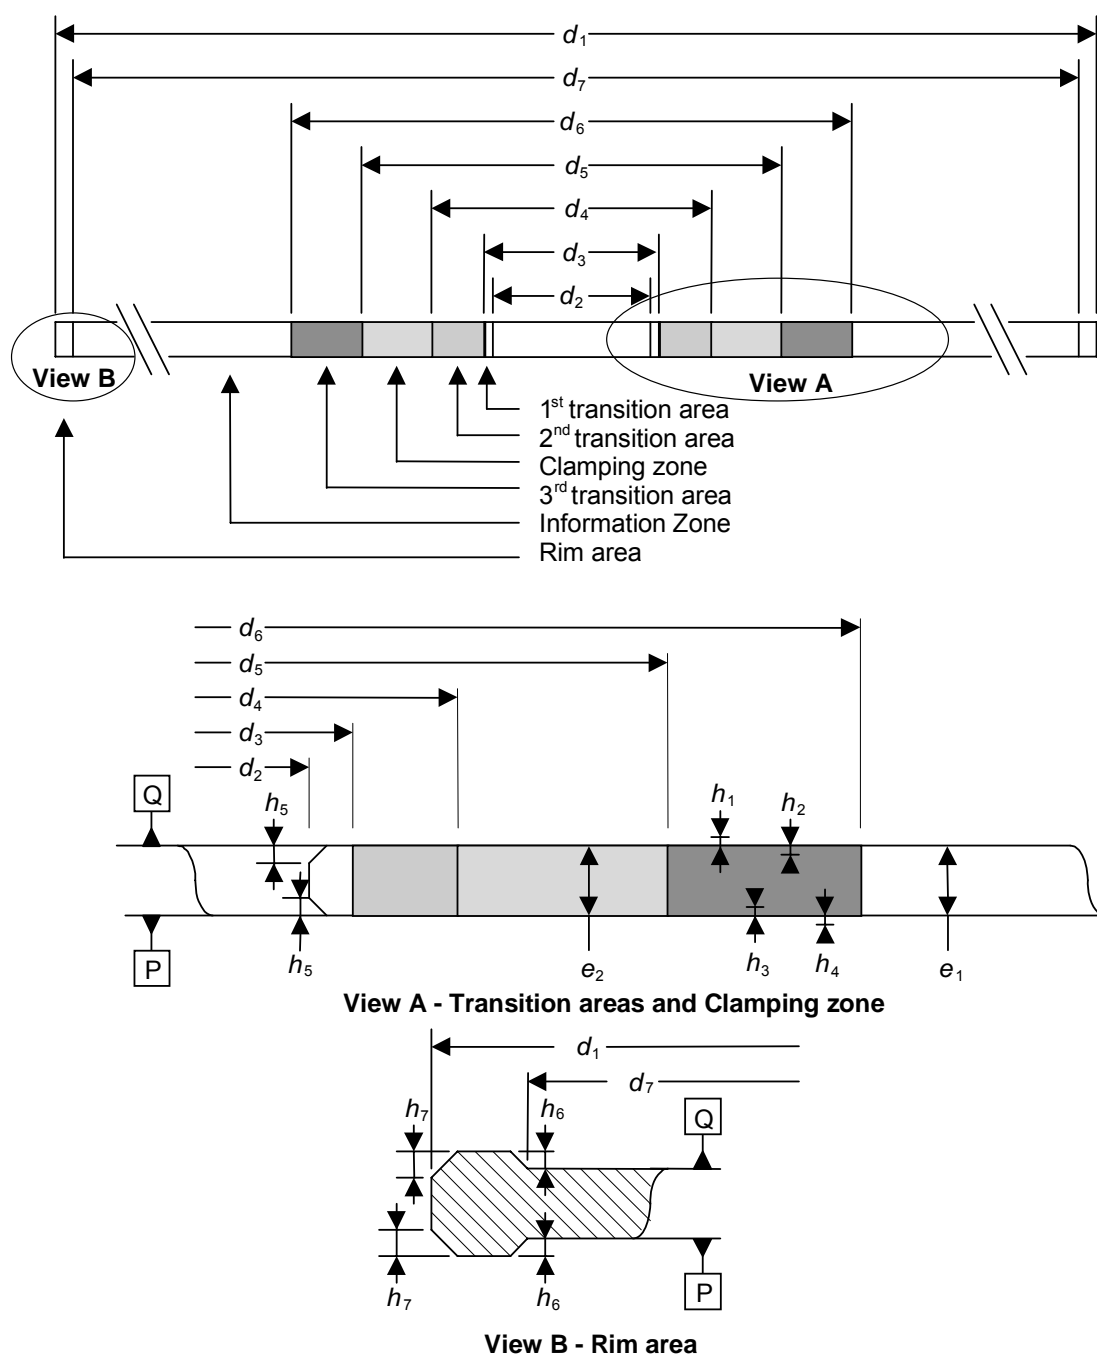 d1
d7
d6
d5
d4
d3
d2
View B
View A
1st transition area
2nd transition area
Clamping zone
3rd transition area
Information Zone
Rim area
d6
d5
d4
d3
d2
Q
h5
h1
h2
P
h5
e2
h3
h4
e1
View A - Transition areas and Clamping zone
d1
d7
h7
h6
Q
h7
h6
P
View B - Rim area